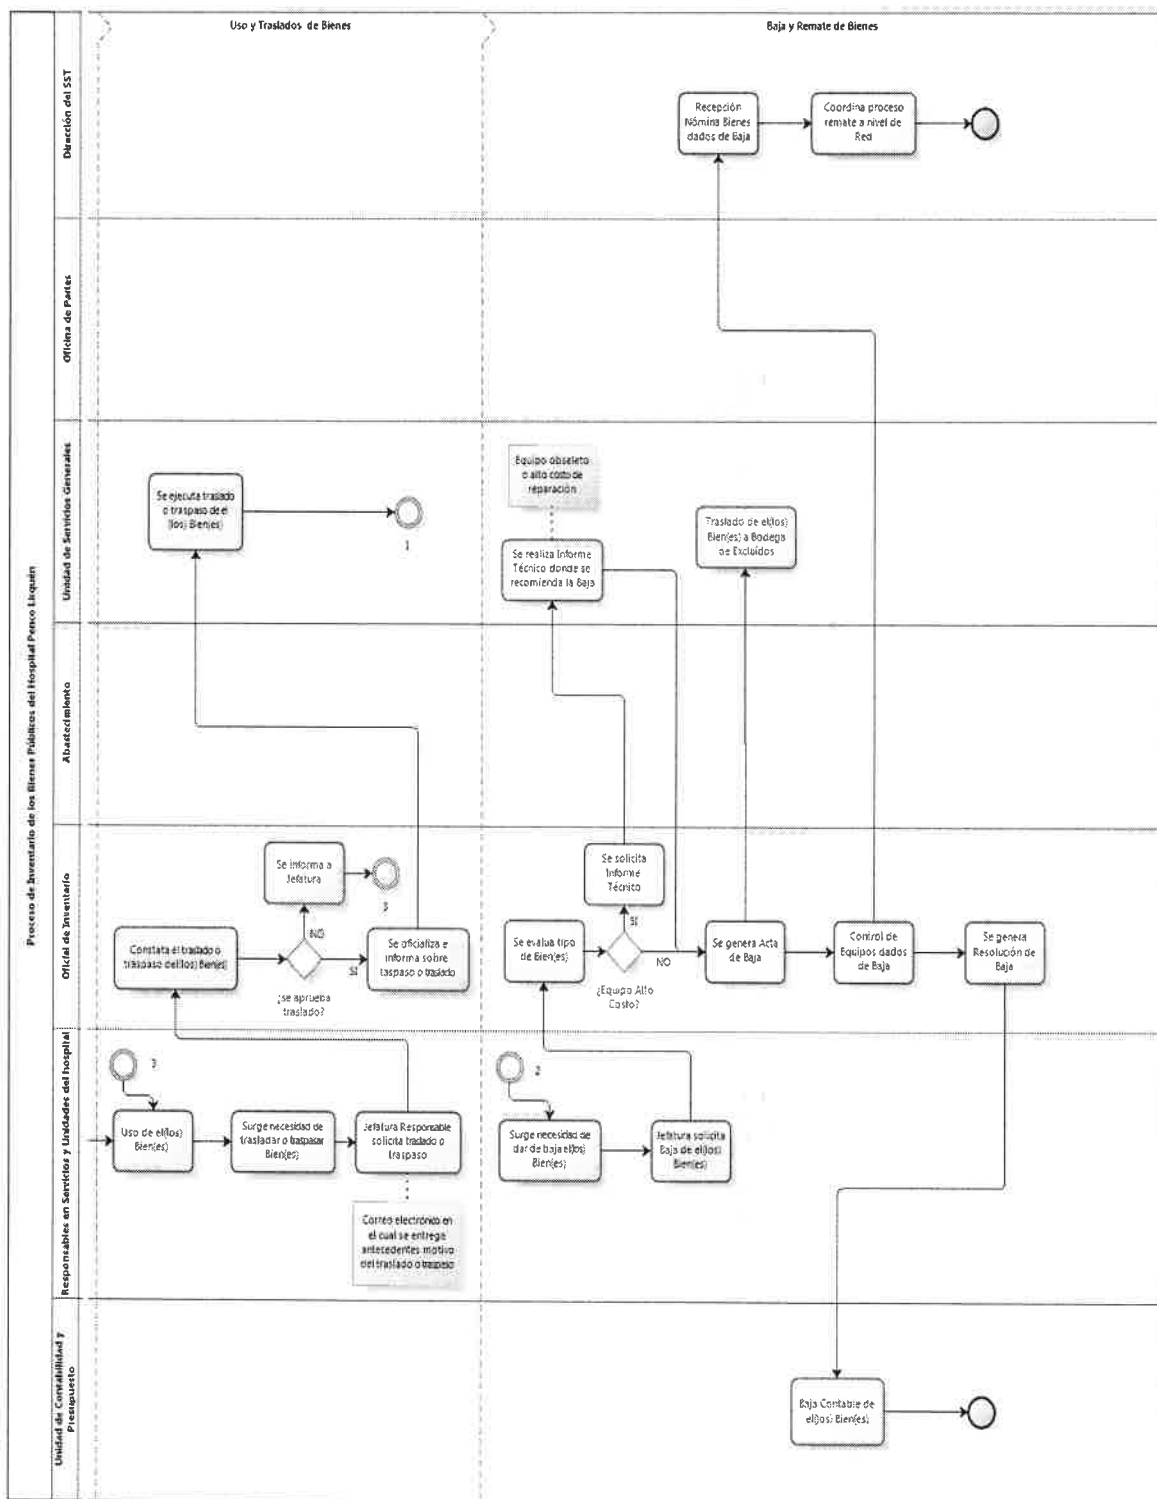 Proceso de Inventario de los Bienes Públicos del Hospital Penco Lirquén
Uso y Traslados de Bienes
Baja y Remate de Bienes
Dirección del SST
Recepción
Nómina Bienes
dados de Baja
Coordina proceso
remate a nivel de
Red
Oficina de Partes
Unidad de Servicios Generales
Se ejecuta traslado
o traspaso de el
(los) Bien(es)
1
Equipo obseleto
o alto costo de
reparación
Se realiza Informe
Técnico donde se
recomienda la Baja
Traslado de el(los)
Bien(es) a Bodega
de Excluidos
Abastecimiento
Oficial de Inventario
Se informa a
Jefatura
3
NO
Constata el traslado o
traspaso del(los) Bien(es)
SI
¿se aprueba
traslado?
Se oficializa e
informa sobre
taspaso o traslado
Se solicita
Informe
Técnico
SI
Se evalua tipo
de Bien(es)
NO
¿Equipo Alto
Costo?
Se genera Acta
de Baja
Control de
Equipos dados
de Baja
Se genera
Resolución de
Baja
Responsables en Servicios y Unidades del hospital
3
Uso de el(los)
Bien(es)
Surge necesidad de
trasladar o traspasar
Bien(es)
Jefatura Responsable
solicita traslado o
traspaso
Correo electrónico en
el cual se entrega
antecedentes motivo
del traslado o traspaso
2
Surge necesidad de
dar de baja el(los)
Bien(es)
Jefatura solicita
Baja de el(los)
Bien(es)
Unidad de Contabilidad y
Presupuesto
Baja Contable de
el(los) Bien(es)